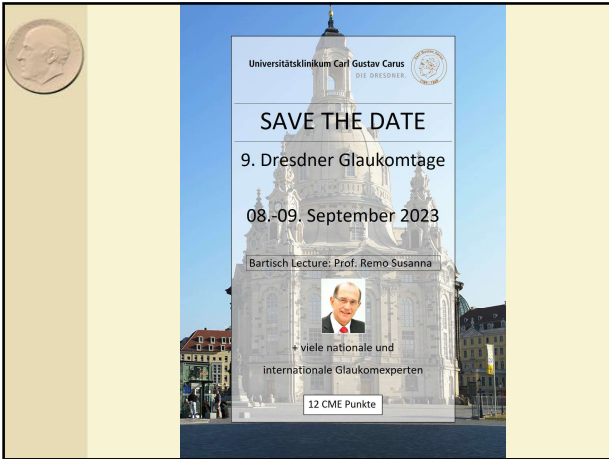 Universitätsklinikum Carl Gustav Carus
DIE DRESDNER.
SAVE THE DATE
9. Dresdner Glaukomtage
08.-09. September 2023
Bartisch Lecture: Prof. Remo Susanna
+ viele nationale und
internationale Glaukomexperten
12 CME Punkte